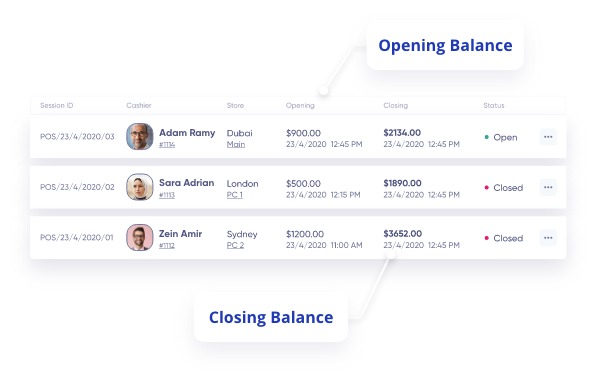 Opening Balance
Session ID Cashier Store Opening Closing Status
POS/23/4/2020/03 Adam Ramy Dubai $900.00 $2134.00 Open
#1114 Main 23/4/2020 12:45 PM 23/4/2020 12:45 PM
POS/23/4/2020/02 Sara Adrian London $500.00 $1890.00 Closed
#1113 PC 1 23/4/2020 12:15 PM 23/4/2020 12:45 PM
POS/23/4/2020/01 Zein Amir Sydney $1200.00 $3652.00 Closed
#1112 PC 2 23/4/2020 11:00 AM 23/4/2020 12:45 PM
Closing Balance